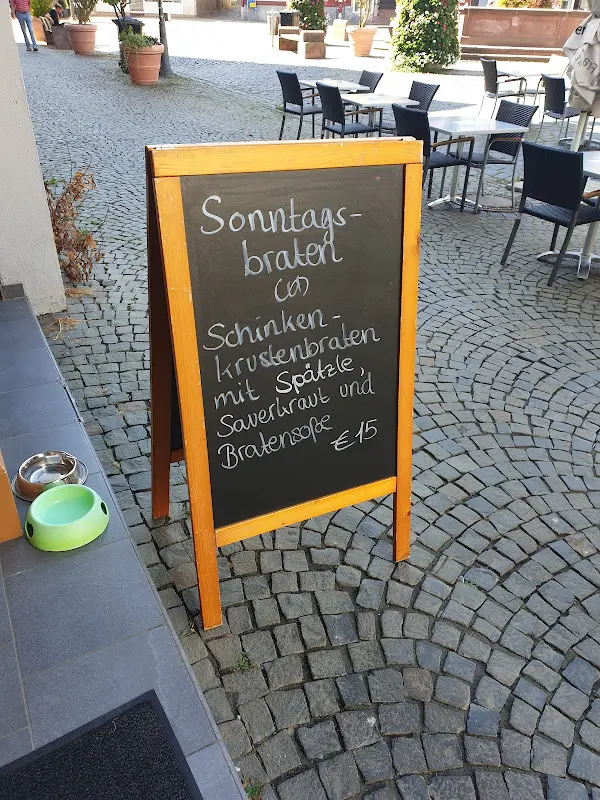 Sonntags-
braten
Schinken-
krustenbraten
mit Spätzle,
Sauerkraut und
Bratensoße
€15